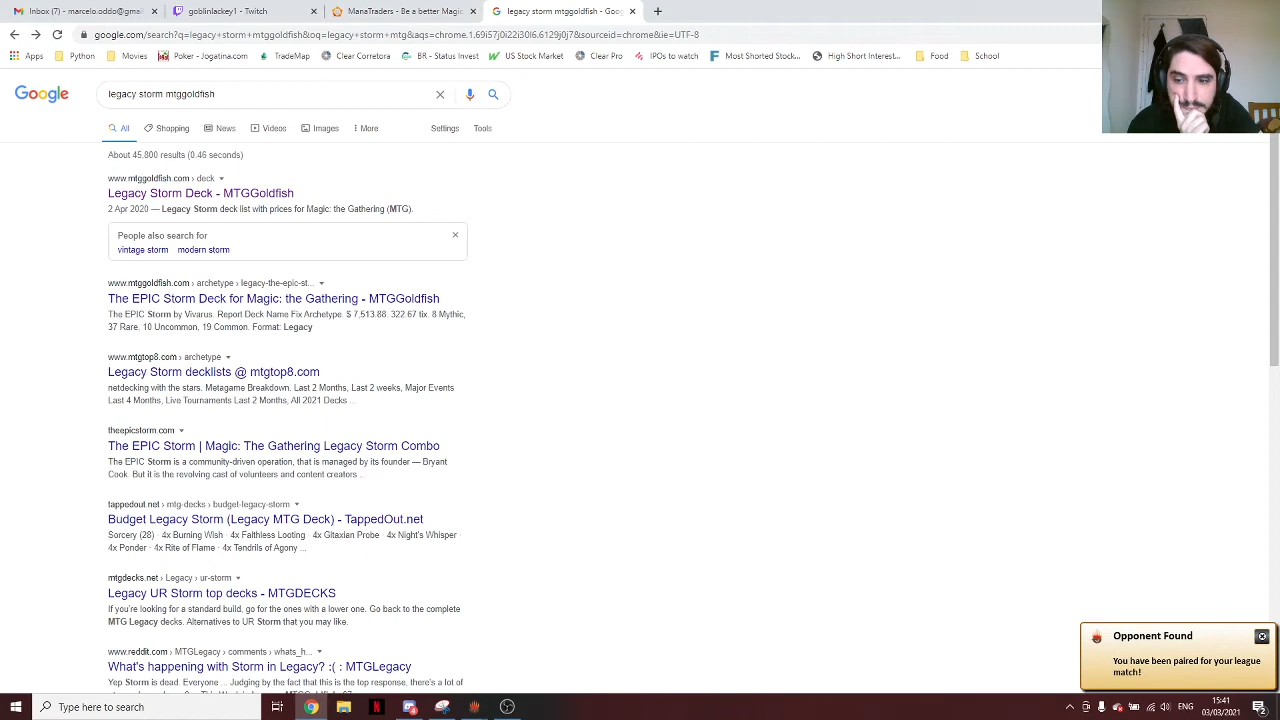 Inbox (7) - marcelo.oddo@gmai
goblinlackey1 - Twitch
ManaTraders - Be a better Magic
legacy storm mtggoldfish - Goo
google.com/search?q=legacy+storm+mtggoldfish&oq=legacy+storm+mtg&aqs=chrome.1.69i57j0i22i30l6.6129j0j7&sourceid=chrome&ie=UTF-8
Apps
Python
Movies
Poker - Jogatina.com
TradeMap
Clear Corretora
BR - Status Invest
US Stock Market
Clear Pro
IPOs to watch
Most Shorted Stock...
High Short Interest...
Food
School
Google
legacy storm mtggoldfish
All
Shopping
News
Videos
Images
More
Settings
Tools
About 45,800 results (0.46 seconds)
www.mtggoldfish.com › deck
Legacy Storm Deck - MTGGoldfish
2 Apr 2020 — Legacy Storm deck list with prices for Magic: the Gathering (MTG).
People also search for
vintage storm modern storm
www.mtggoldfish.com › archetype › legacy-the-epic-st...
The EPIC Storm Deck for Magic: the Gathering - MTGGoldfish
The EPIC Storm by Vivarus. Report Deck Name Fix Archetype. $ 7,513.88. 322.67 tix. 8 Mythic,
37 Rare, 10 Uncommon, 19 Common. Format: Legacy
www.mtgtop8.com › archetype
Legacy Storm decklists @ mtgtop8.com
netdecking with the stars. Metagame Breakdown. Last 2 Months, Last 2 weeks, Major Events
Last 4 Months, Live Tournaments Last 2 Months, All 2021 Decks ...
theepicstorm.com
The EPIC Storm | Magic: The Gathering Legacy Storm Combo
The EPIC Storm is a community-driven operation, that is managed by its founder — Bryant
Cook. But it is the revolving cast of volunteers and content creators ...
tappedout.net › mtg-decks › budget-legacy-storm
Budget Legacy Storm (Legacy MTG Deck) - TappedOut.net
Sorcery (28) · 4x Burning Wish · 4x Faithless Looting · 4x Gitaxian Probe · 4x Night's Whisper ·
4x Ponder · 4x Rite of Flame · 4x Tendrils of Agony ...
mtgdecks.net › Legacy › ur-storm
Legacy UR Storm top decks - MTGDECKS
If you're looking for a standard build, go for the ones with a lower one. Go back to the complete
MTG Legacy decks. Alternatives to UR Storm that you may like.
www.reddit.com › MTGLegacy › comments › whats_h...
What's happening with Storm in Legacy? :( : MTGLegacy
Yep Storm is dead. Everyone ... Judging by the fact that this is the top response, there's a lot of
Opponent Found
You have been paired for your league
match!
Type here to search
ENG
15:41
03/03/2021
2